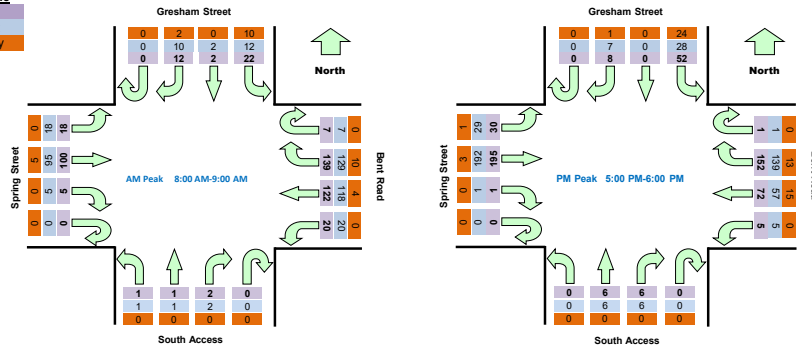 Gresham Street
0 2 0 10
0 10 2 12
0 12 2 22
North
Spring Street
0 18 18
5 95 100
0 5 5
0 0 0
AM Peak 8:00 AM-9:00 AM
7 7 0
139 129 10
122 118 4
20 20 0
Bent Road
1 1 2 0
1 1 2 0
0 0 0 0
South Access
Gresham Street
0 1 0 24
0 7 0 28
0 8 0 52
North
Spring Street
1 29 30
3 192 195
0 1 1
0 0 0
PM Peak 5:00 PM-6:00 PM
1 1 0
152 139 13
72 57 15
5 5 0
0 6 6 0
0 6 6 0
0 0 0 0
South Access